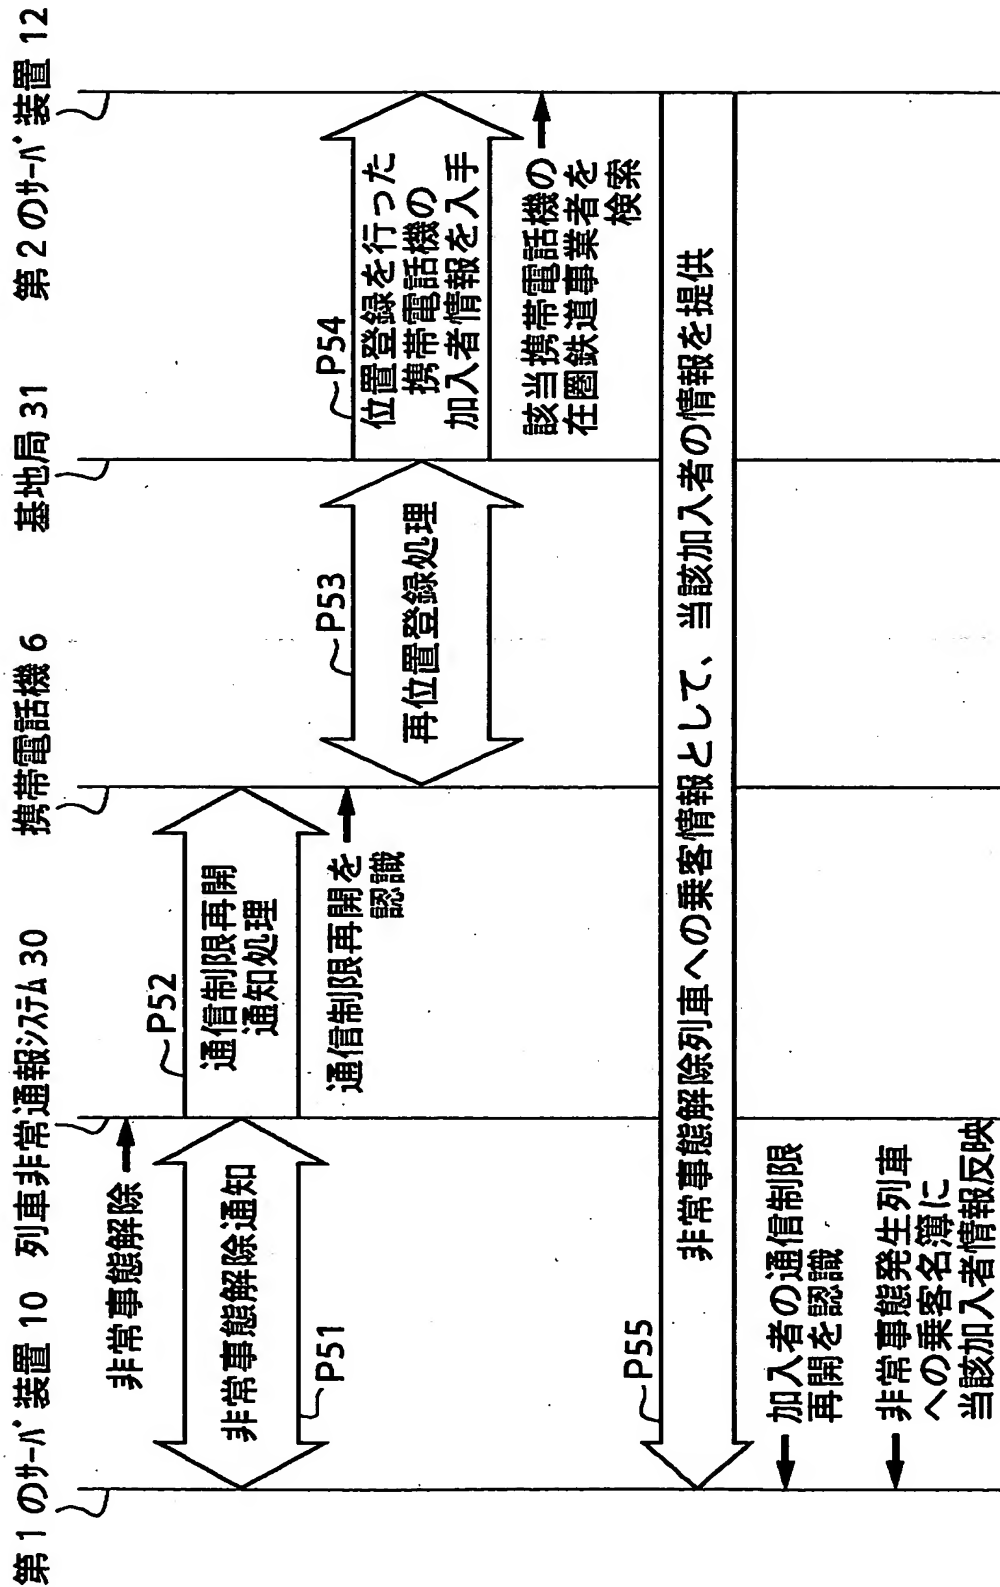 第1のｻｰﾊﾞ装置 10
列車非常通報ｼｽﾃﾑ 30
携帯電話機 6
基地局 31
第2のｻｰﾊﾞ装置 12
非常事態解除
非常事態解除通知
P51
P52
通信制限再開
通知処理
通信制限再開を
認識
P53
再位置登録処理
P54
位置登録を行った
携帯電話機の
加入者情報を入手
該当携帯電話機の
在圏鉄道事業者を
検索
P55
非常事態解除列車への乗客情報として、当該加入者の情報を提供
加入者の通信制限
再開を認識
非常事態発生列車
への乗客名簿に
当該加入者情報反映